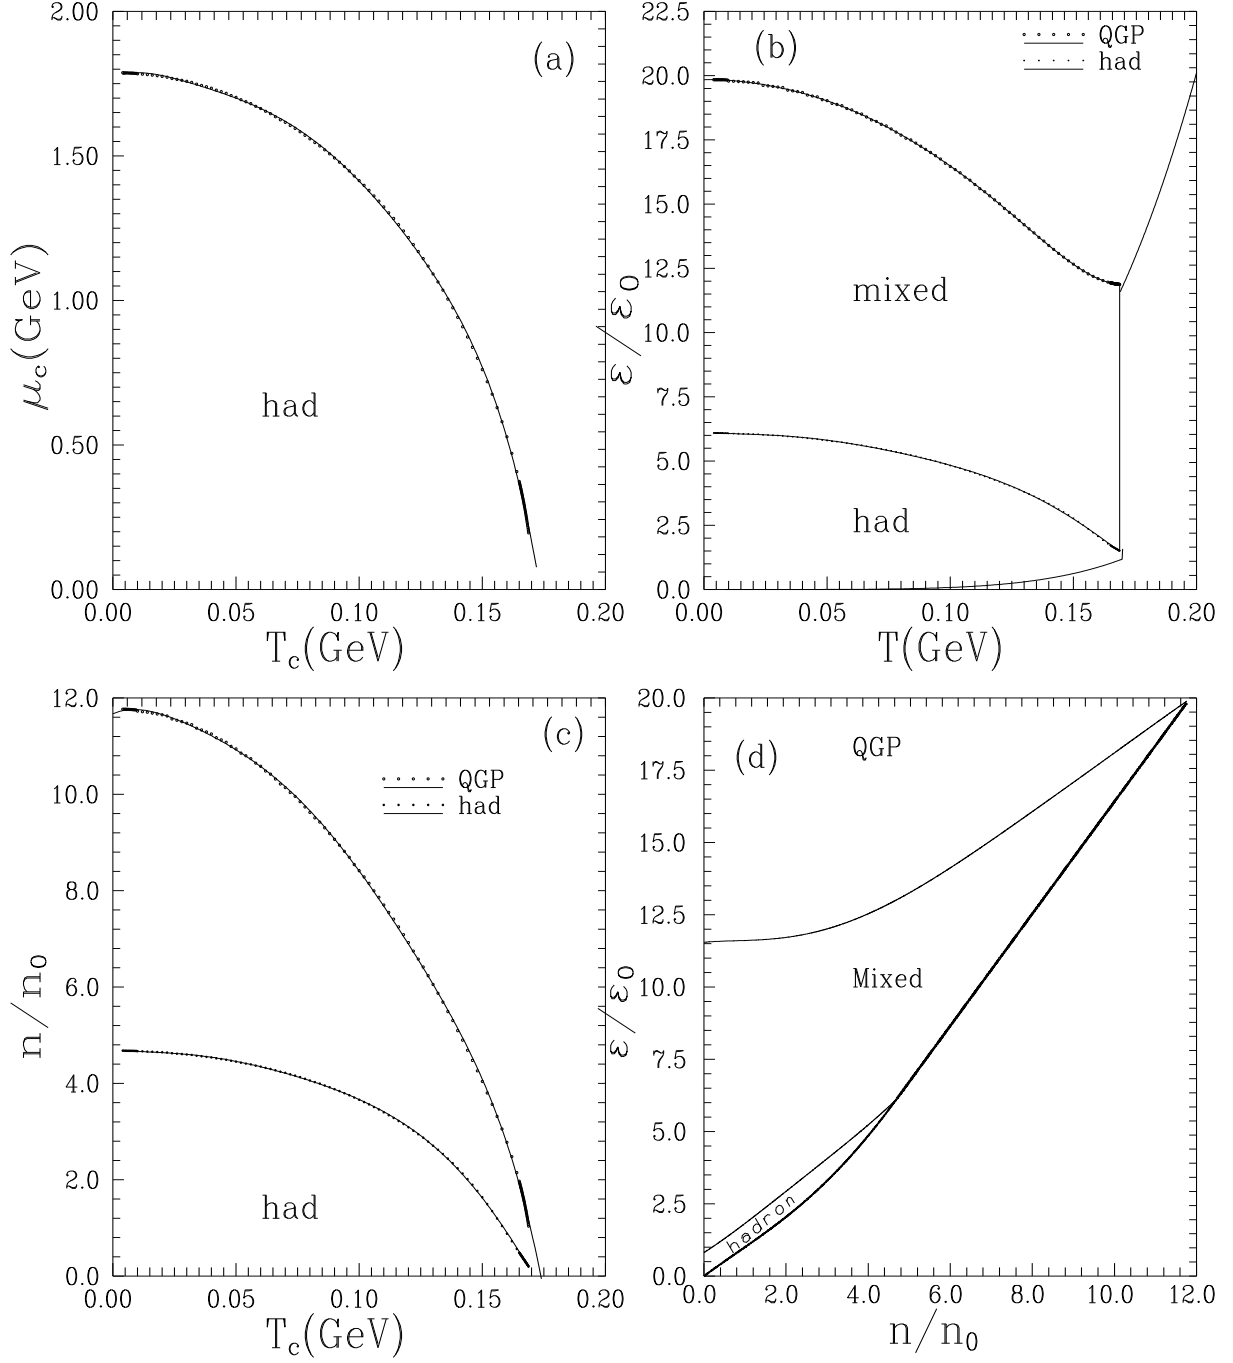 (a)
2.00
1.50
1.00
0.50
0.00
μc(GeV)
had
0.00 0.05 0.10 0.15 0.20
Tc(GeV)
(b)
QGP
had
22.5
20.0
17.5
15.0
12.5
10.0
7.5
5.0
2.5
0.0
ε/ε0
mixed
had
0.00 0.05 0.10 0.15 0.20
T(GeV)
(c)
QGP
had
12.0
10.0
8.0
6.0
4.0
2.0
0.0
n/n0
had
0.00 0.05 0.10 0.15 0.20
Tc(GeV)
(d)
QGP
20.0
17.5
15.0
12.5
10.0
7.5
5.0
2.5
0.0
ε/ε0
Mixed
hadron
0.0 2.0 4.0 6.0 8.0 10.0 12.0
n/n0